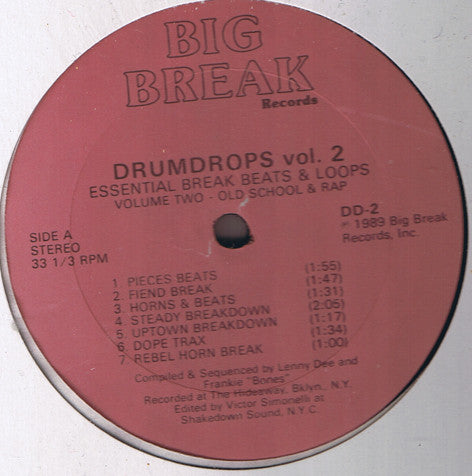 BIG
BREAK
Records
DRUMDROPS vol. 2
ESSENTIAL BREAK BEATS & LOOPS
VOLUME TWO - OLD SCHOOL & RAP
SIDE A
STEREO
33 1/3 RPM
DD-2
℗ 1989 Big Break
Records, Inc.
1 PIECES BEATS (1:55)
2 FIEND BREAK (1:47)
3 HORNS & BEATS (1:31)
4 STEADY BREAKDOWN (2:05)
5 UPTOWN BREAKDOWN (1:17)
6 DOPE TRAX (1:34)
7 REBEL HORN BREAK (1:00)
Compiled & Sequenced by Lenny Dee and
Frankie "Bones"
Recorded at The Hideaway, Bklyn., N.Y.
Edited by Victor Simonelli at
Shakedown Sound, N.Y.C.